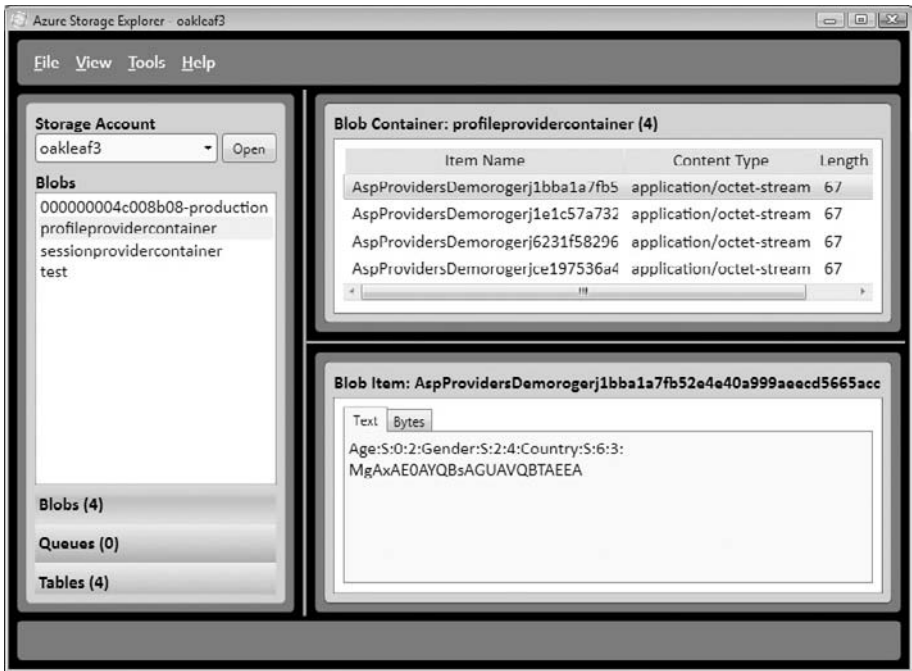 Azure Storage Explorer - oakleaf3
File View Tools Help
Storage Account
oakleaf3
Open
Blobs
000000004c008b08-production
profileprovidercontainer
sessionprovidercontainer
test
Blobs (4)
Queues (0)
Tables (4)
Blob Container: profileprovidercontainer (4)
Item Name Content Type Length
AspProvidersDemorogerj1bba1a7fb5 application/octet-stream 67
AspProvidersDemorogerj1e1c57a732 application/octet-stream 67
AspProvidersDemorogerj6231f58296 application/octet-stream 67
AspProvidersDemorogerjce197536a4 application/octet-stream 67
Blob Item: AspProvidersDemorogerj1bba1a7fb52e4e40a999aeecd5665acc
Text Bytes
Age:S:0:2:Gender:S:2:4:Country:S:6:3:
MgAxAE0AYQBsAGUAVQBTAEEA